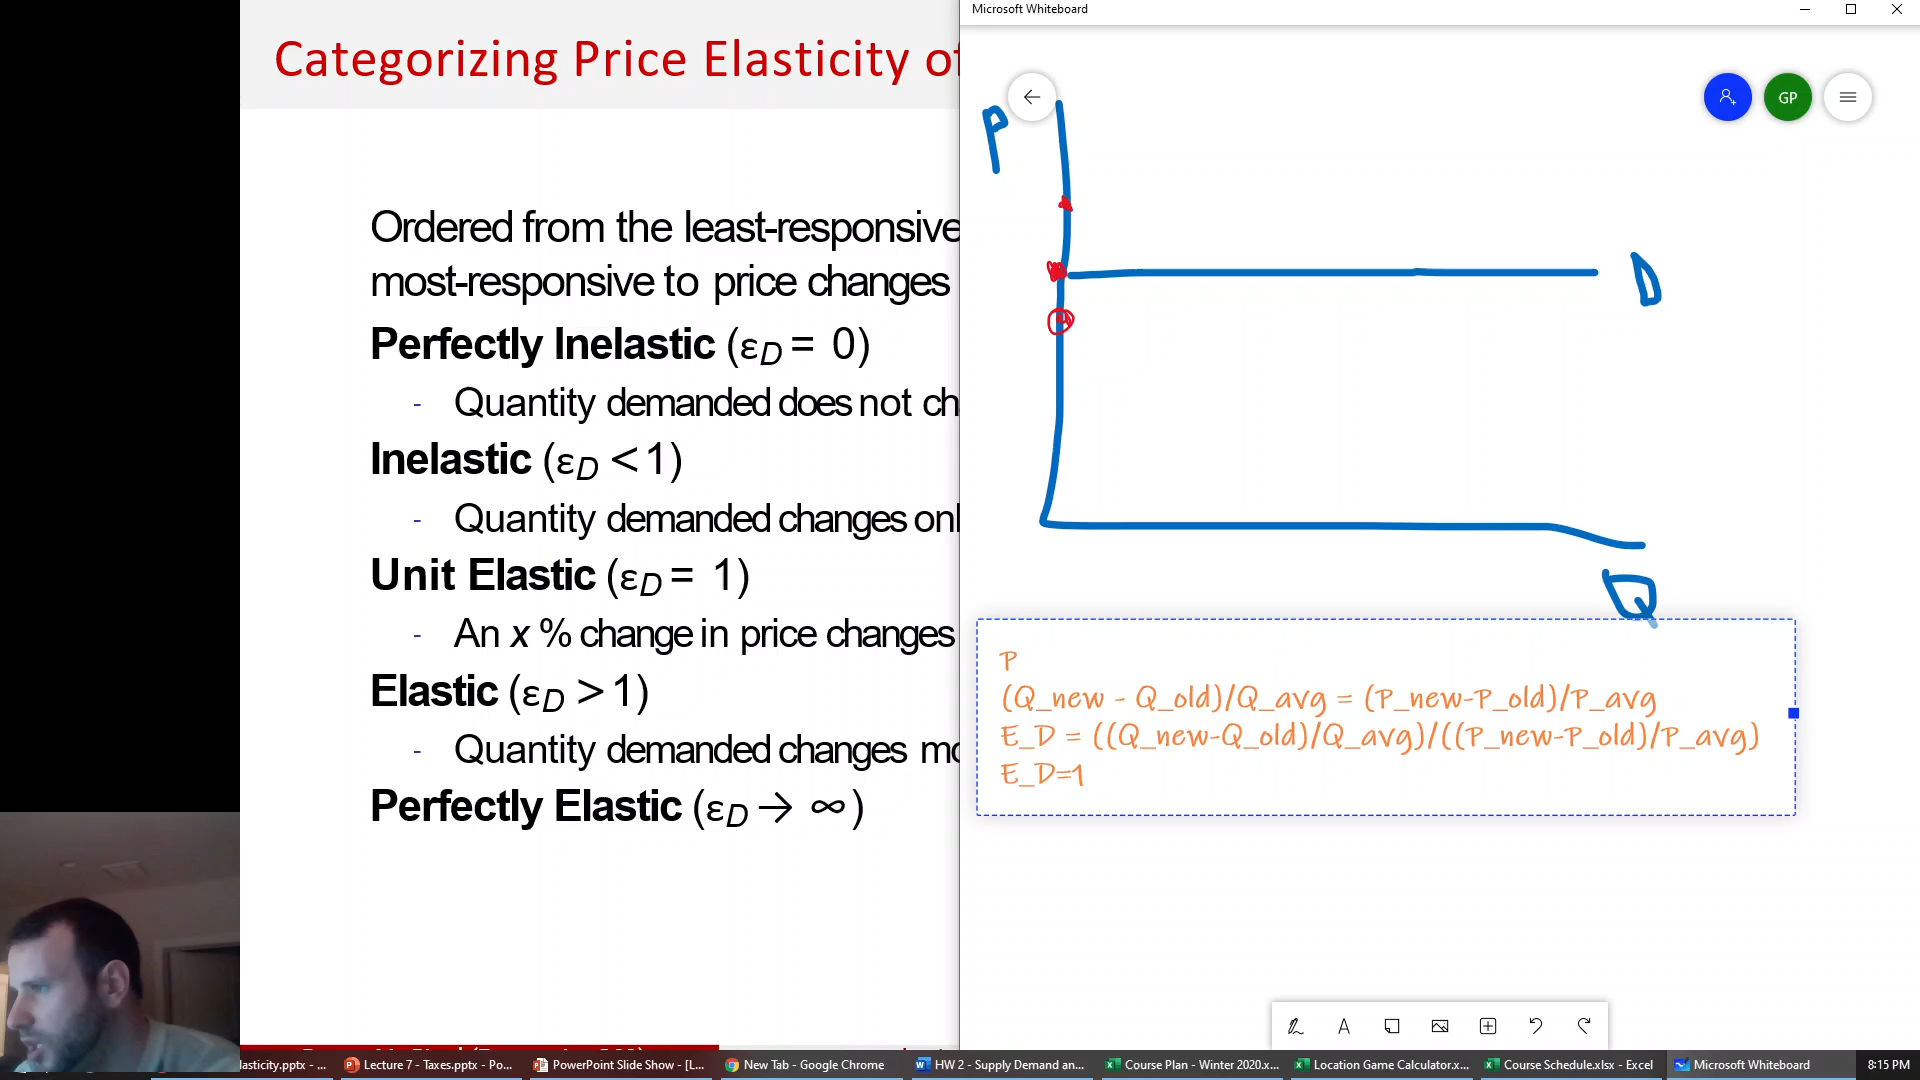 Microsoft Whiteboard
Categorizing Price Elasticity of
Ordered from the least-responsive
most-responsive to price changes
Perfectly Inelastic (εD = 0)
- Quantity demanded does not ch
Inelastic (εD < 1)
- Quantity demanded changes onl
Unit Elastic (εD = 1)
- An x % change in price changes
Elastic (εD > 1)
- Quantity demanded changes mo
Perfectly Elastic (εD → ∞)
P
GP
D
Q
P
(Q_new - Q_old)/Q_avg = (P_new-P_old)/P_avg
E_D = ((Q_new-Q_old)/Q_avg)/((P_new-P_old)/P_avg)
E_D=1
A
lasticity.pptx - ...
Lecture 7 - Taxes.pptx - Po...
PowerPoint Slide Show - [L...
New Tab - Google Chrome
HW 2 - Supply Demand an...
Course Plan - Winter 2020.x...
Location Game Calculator.x...
Course Schedule.xlsx - Excel
Microsoft Whiteboard
8:15 PM